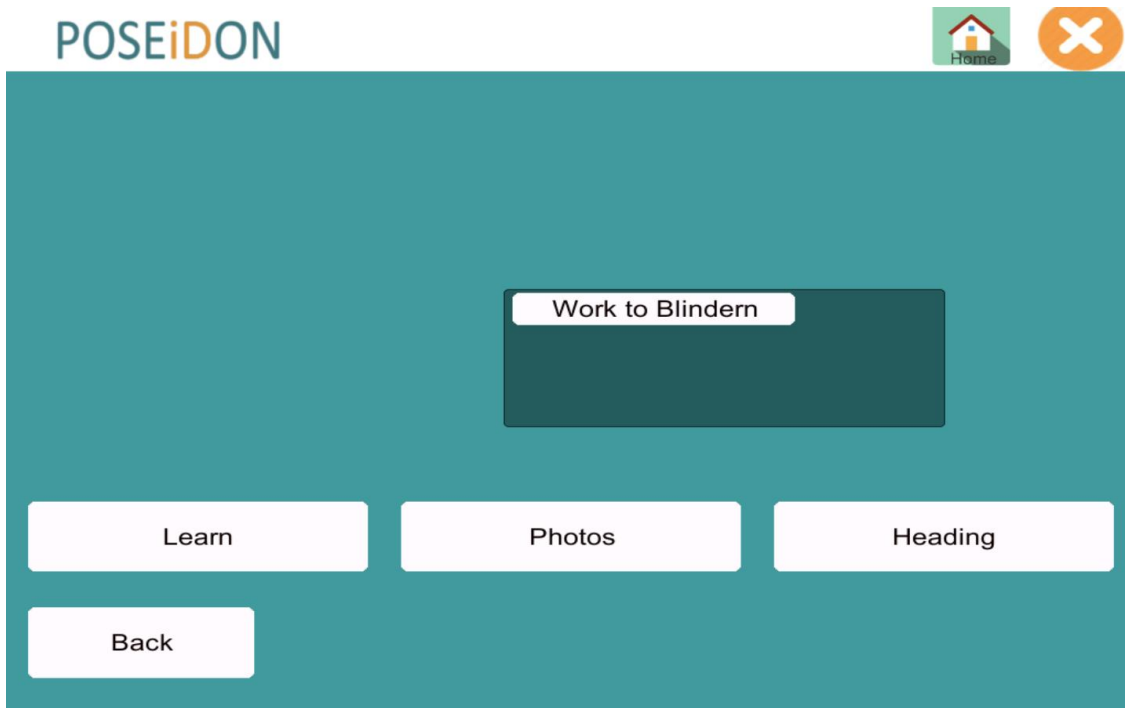 POSEiDON
Home
Work to Blindern
Learn
Photos
Heading
Back